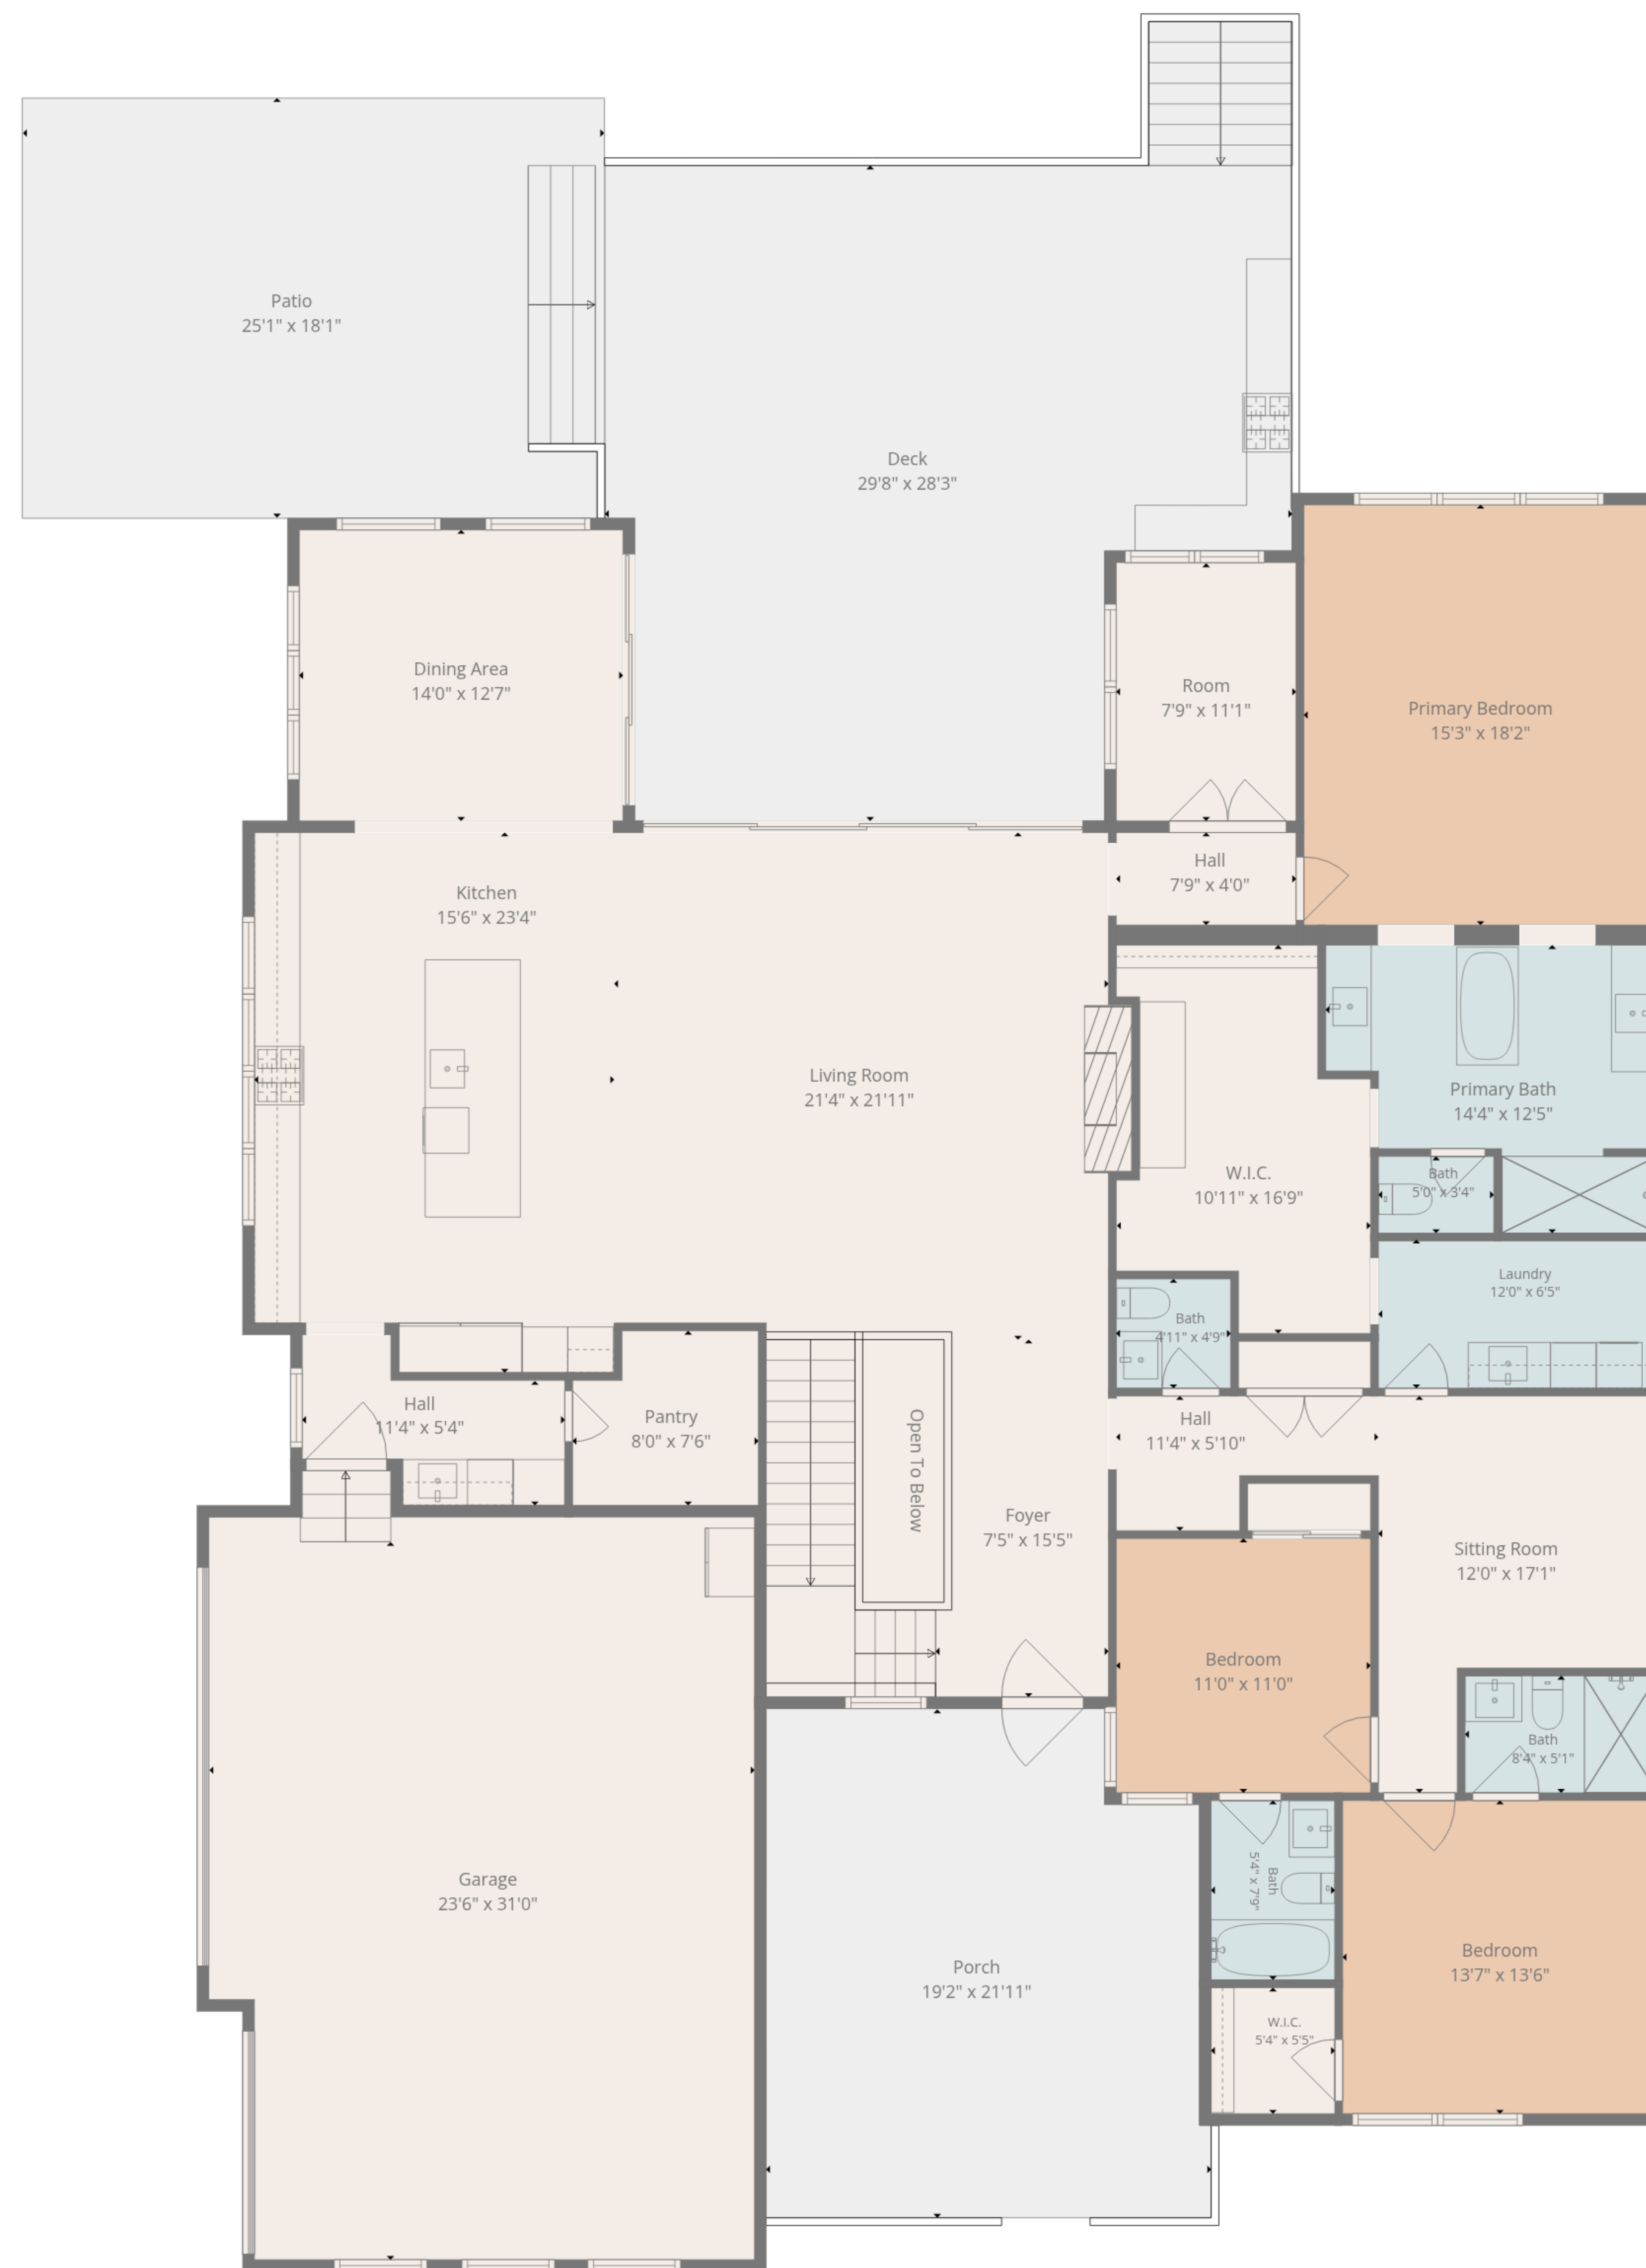 Patio
25'1" x 18'1"
Deck
29'8" x 28'3"
Dining Area
14'0" x 12'7"
Room
7'9" x 11'1"
Primary Bedroom
15'3" x 18'2"
Hall
7'9" x 4'0"
Kitchen
15'6" x 23'4"
Living Room
21'4" x 21'11"
Primary Bath
14'4" x 12'5"
W.I.C.
10'11" x 16'9"
Bath
5'0" x 3'4"
Laundry
12'0" x 6'5"
Bath
4'11" x 4'9"
Hall
11'4" x 5'4"
Pantry
8'0" x 7'6"
Open To Below
Hall
11'4" x 5'10"
Foyer
7'5" x 15'5"
Sitting Room
12'0" x 17'1"
Bedroom
11'0" x 11'0"
Bath
8'4" x 5'1"
Garage
23'6" x 31'0"
Bath
5'4" x 7'9"
Porch
19'2" x 21'11"
Bedroom
13'7" x 13'6"
W.I.C.
5'4" x 5'5"